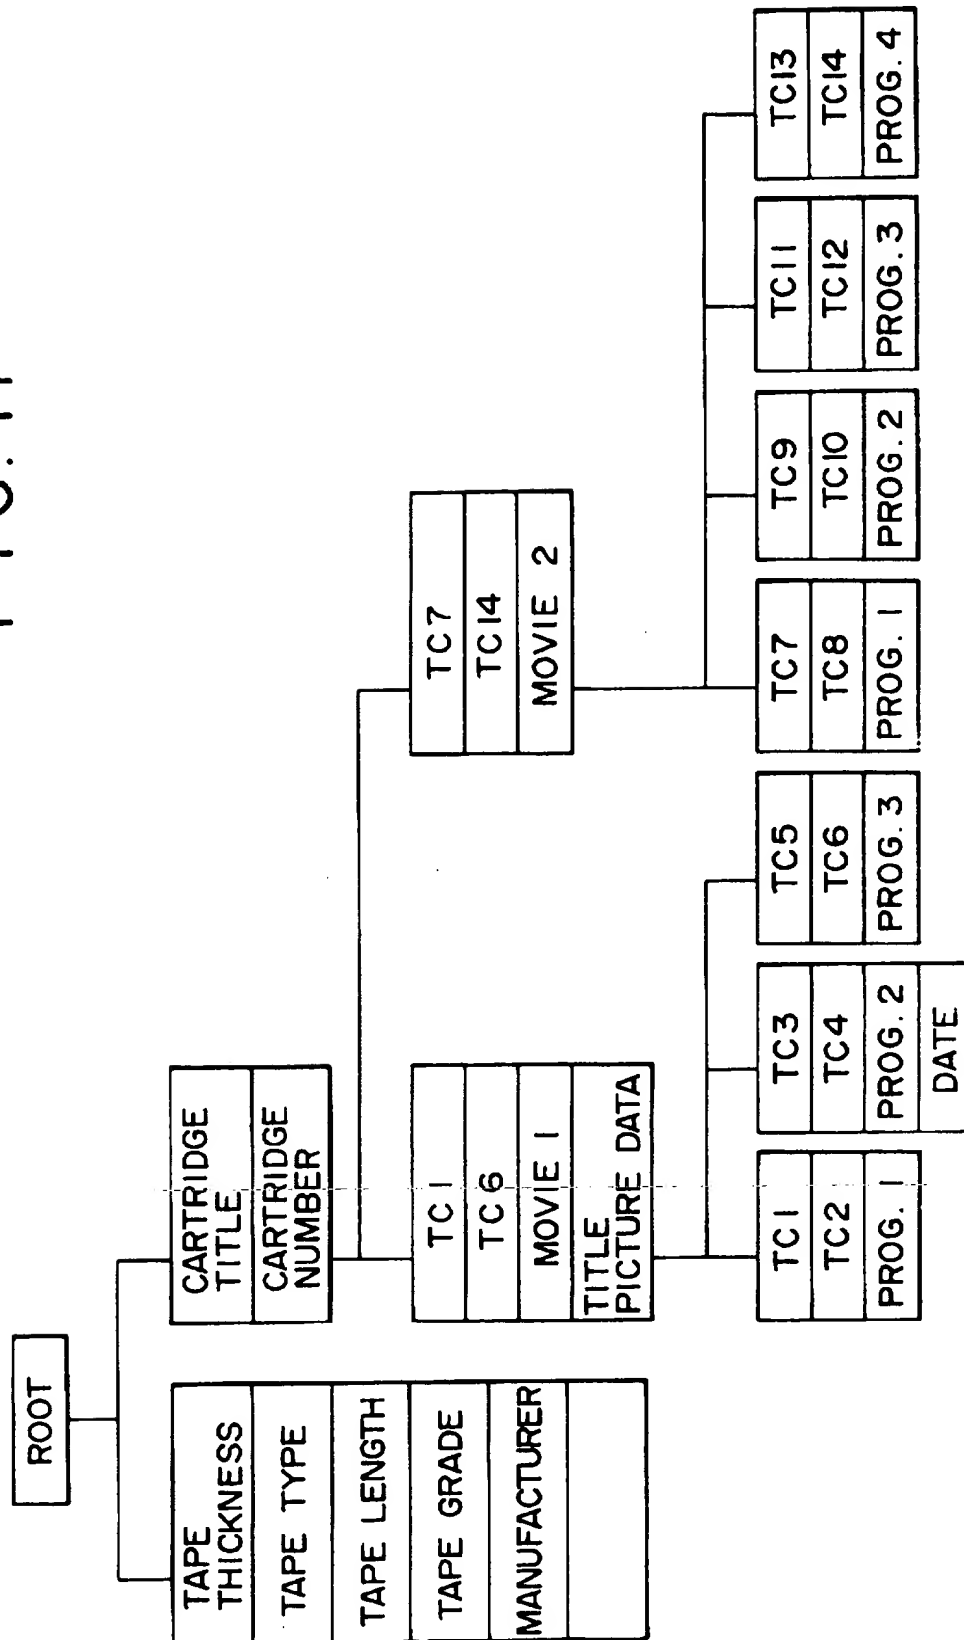 ROOT
TAPE
THICKNESS
TAPE TYPE
TAPE LENGTH
TAPE GRADE
MANUFACTURER
CARTRIDGE
TITLE
CARTRIDGE
NUMBER
TC 1
TC 6
MOVIE 1
TITLE
PICTURE DATA
TC7
TC14
MOVIE 2
TC1
TC2
PROG. 1
TC3
TC4
PROG. 2
DATE
TC5
TC6
PROG. 3
TC7
TC8
PROG. 1
TC9
TC10
PROG. 2
TC11
TC12
PROG. 3
TC13
TC14
PROG. 4